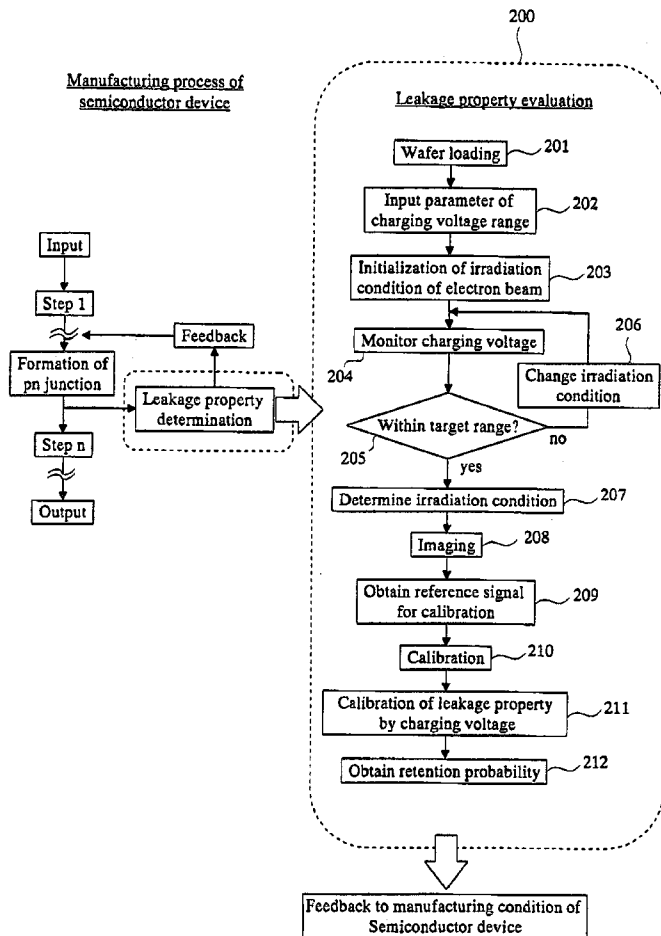 200
Manufacturing process of
semiconductor device
Leakage property evaluation
Wafer loading
201
Input parameter of
charging voltage range
202
Input
Initialization of irradiation
condition of electron beam
203
Step 1
Feedback
Monitor charging voltage
204
206
Change irradiation
condition
Formation of
pn junction
Leakage property
determination
Within target range?
205
no
yes
Step n
Output
Determine irradiation condition
207
Imaging
208
Obtain reference signal
for calibration
209
Calibration
210
Calibration of leakage property
by charging voltage
211
Obtain retention probability
212
Feedback to manufacturing condition of
Semiconductor device